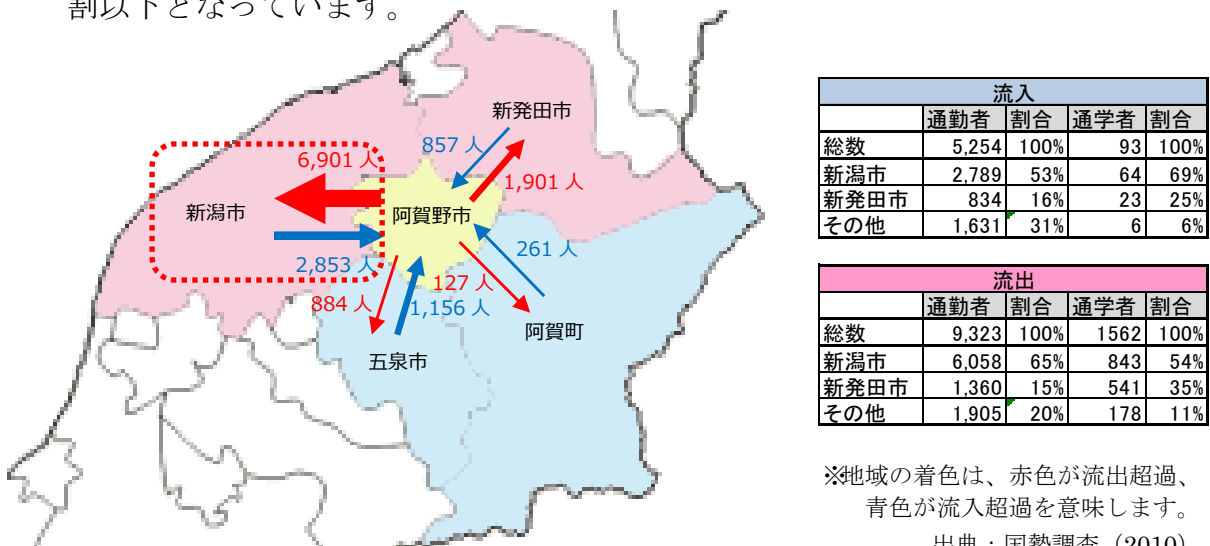 割以下となっています。
新発田市
857 人
6,901 人
1,901 人
新潟市
阿賀野市
261 人
2,853 人
127 人
884 人
1,156 人
阿賀町
五泉市
流入
通勤者 割合 通学者 割合
総数 5,254 100% 93 100%
新潟市 2,789 53% 64 69%
新発田市 834 16% 23 25%
その他 1,631 31% 6 6%
流出
通勤者 割合 通学者 割合
総数 9,323 100% 1562 100%
新潟市 6,058 65% 843 54%
新発田市 1,360 15% 541 35%
その他 1,905 20% 178 11%
※地域の着色は、赤色が流出超過、
青色が流入超過を意味します。
出典：国勢調査（2010）